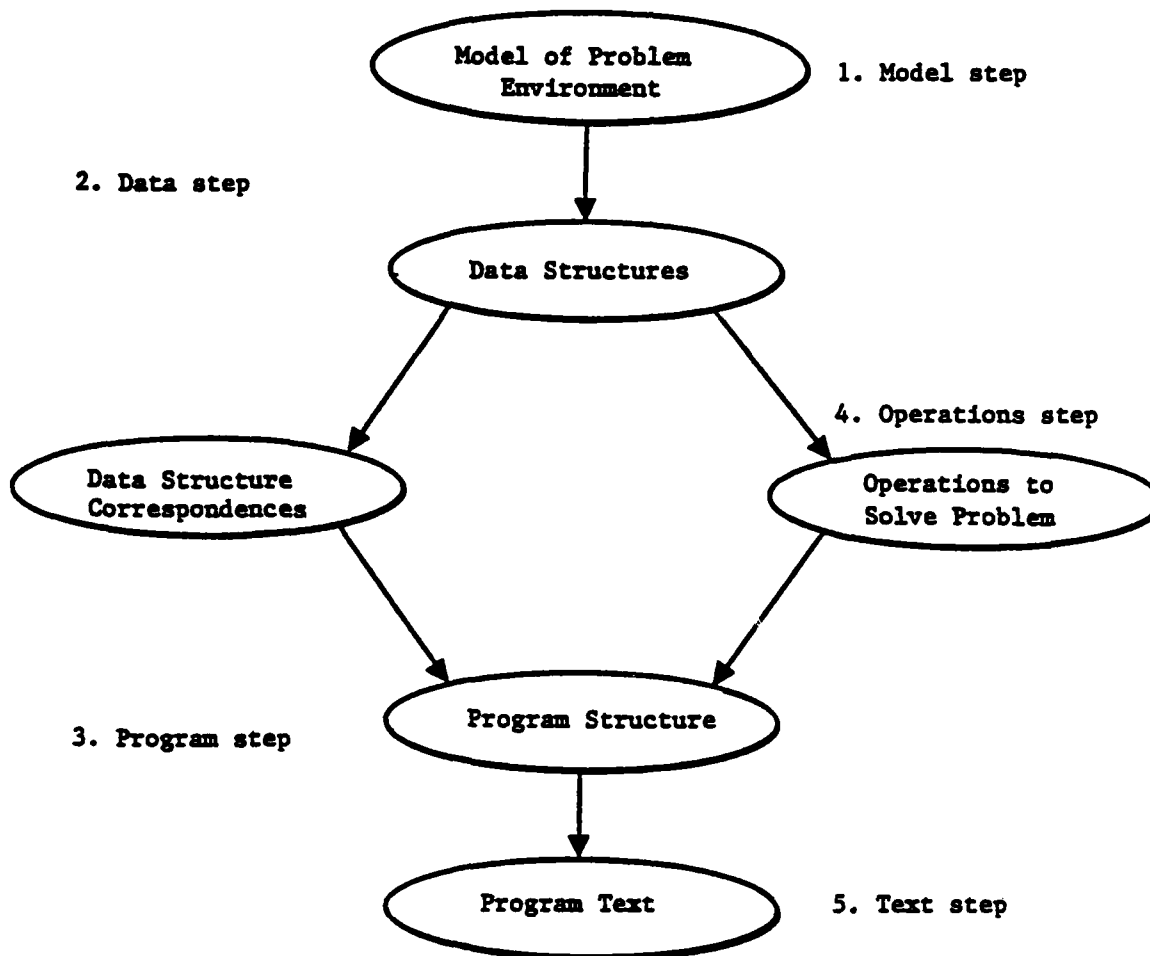 Model of Problem
Environment
1. Model step
2. Data step
Data Structures
4. Operations step
Data Structure
Correspondences
Operations to
Solve Problem
Program Structure
3. Program step
Program Text
5. Text step